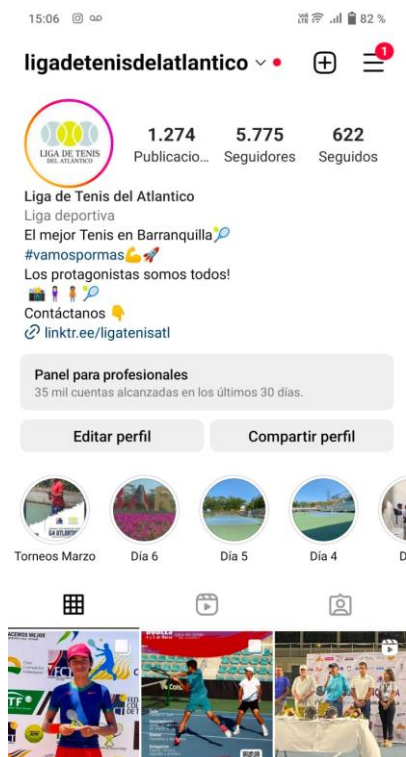 15:06
82 %
ligadetenisdelatlantico
1
LIGA DE TENIS
DEL ATLÁNTICO
1.274 5.775 622
Publicacio... Seguidores Seguidos
Liga de Tenis del Atlantico
Liga deportiva
El mejor Tenis en Barranquilla🎾
#vamospormas💪🚀
Los protagonistas somos todos!
📸🧍‍♀️🧍🎾
Contáctanos 👇
linktr.ee/ligatenisatl
Panel para profesionales
35 mil cuentas alcanzadas en los últimos 30 días.
Editar perfil Compartir perfil
G4 ATLANTICO
Torneos Marzo Día 6 Día 5 Día 4 D